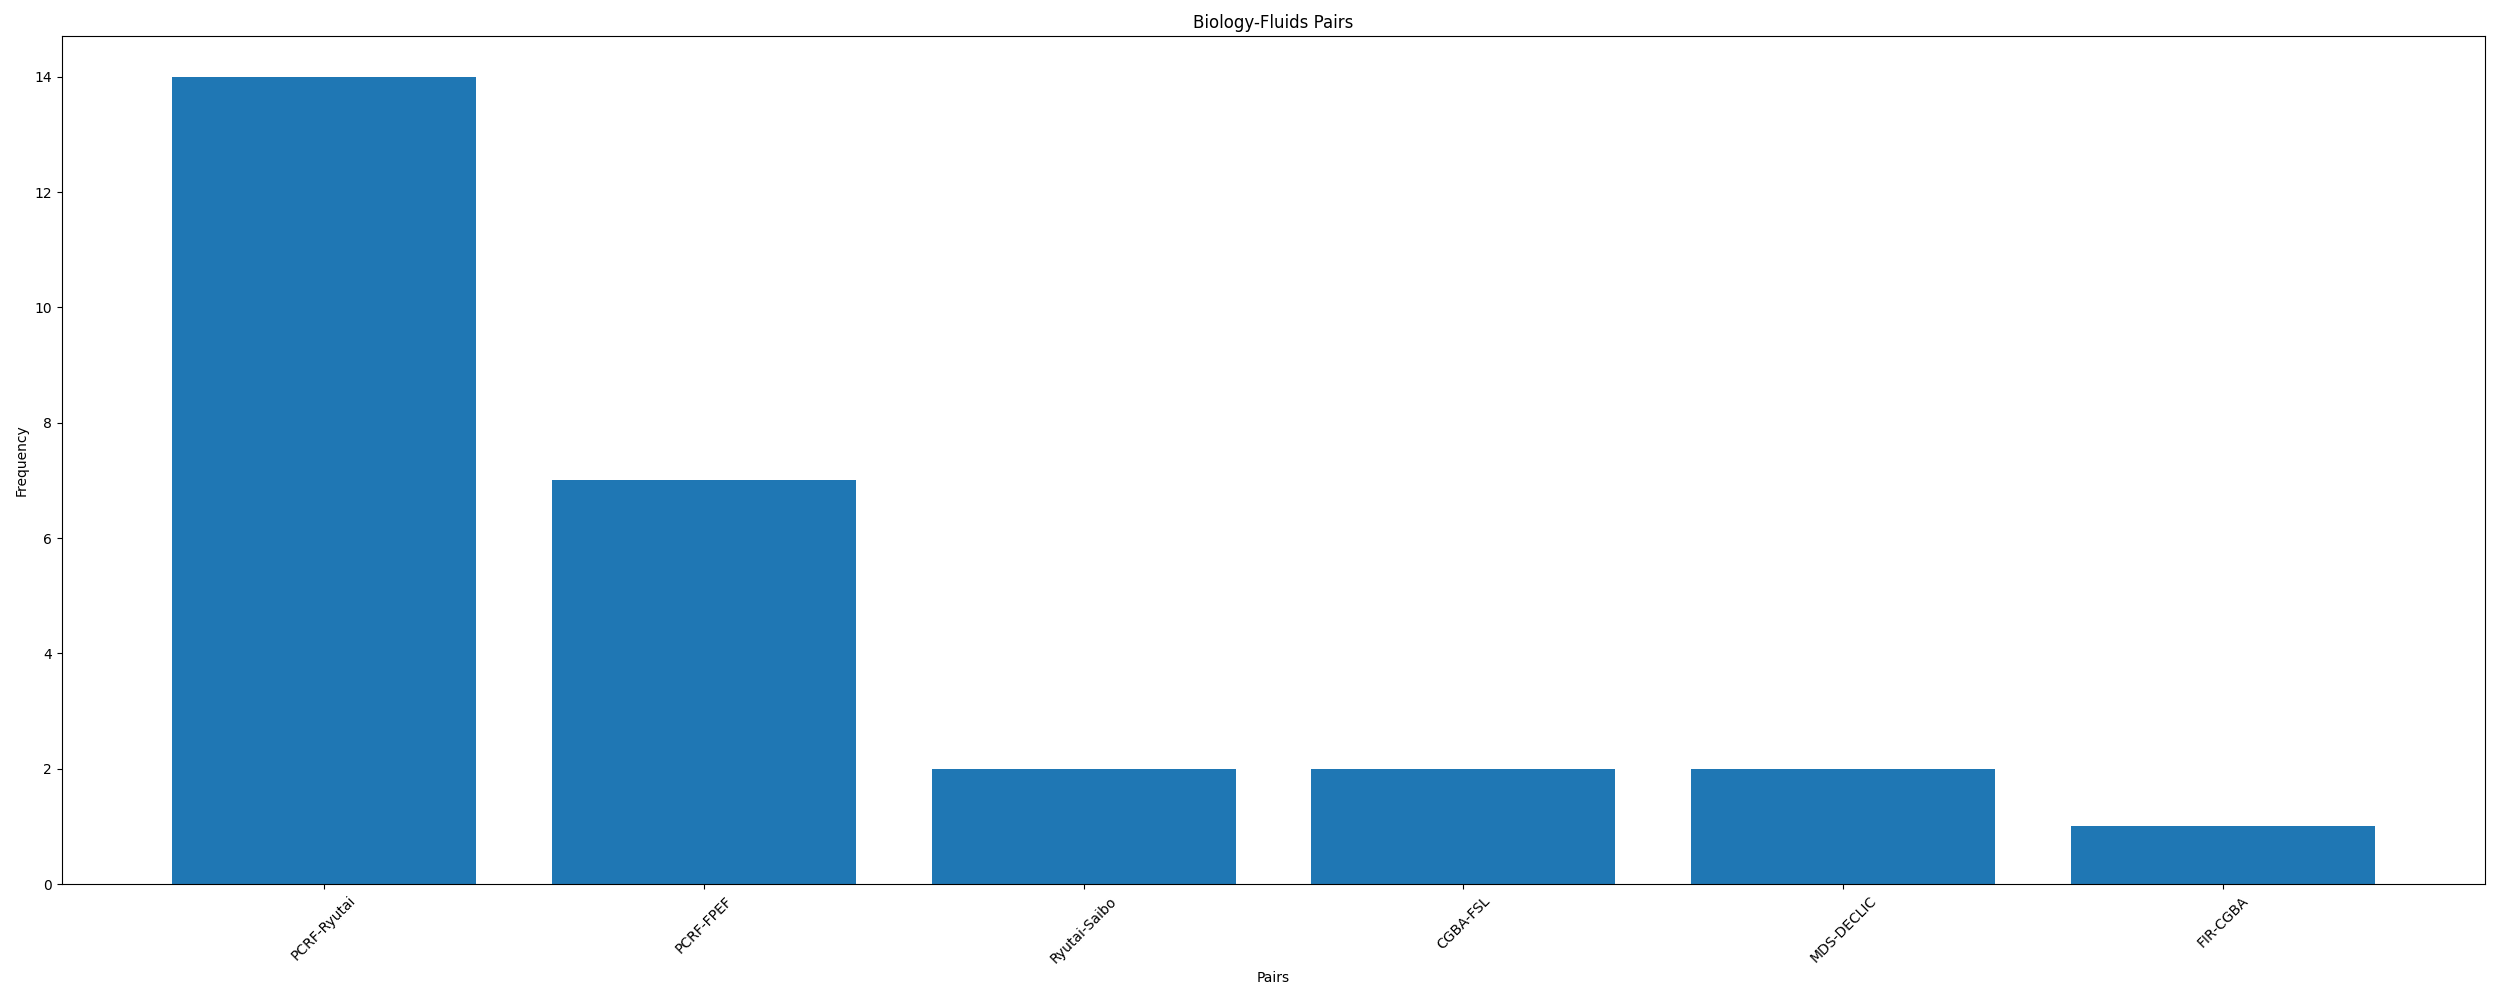 Biology-Fluids Pairs
14
12
10
8
6
4
2
0
Frequency
PCRF-Ryutai
PCRF-FPEF
Ryutai-Saibo
CGBA-FSL
MDS-DECLIC
FIR-CGBA
Pairs